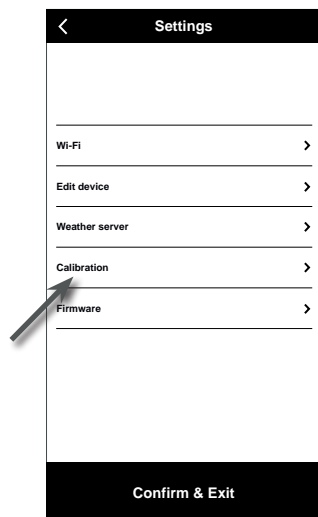 Settings
Wi-Fi
Edit device
Weather server
Calibration
Firmware
Confirm & Exit